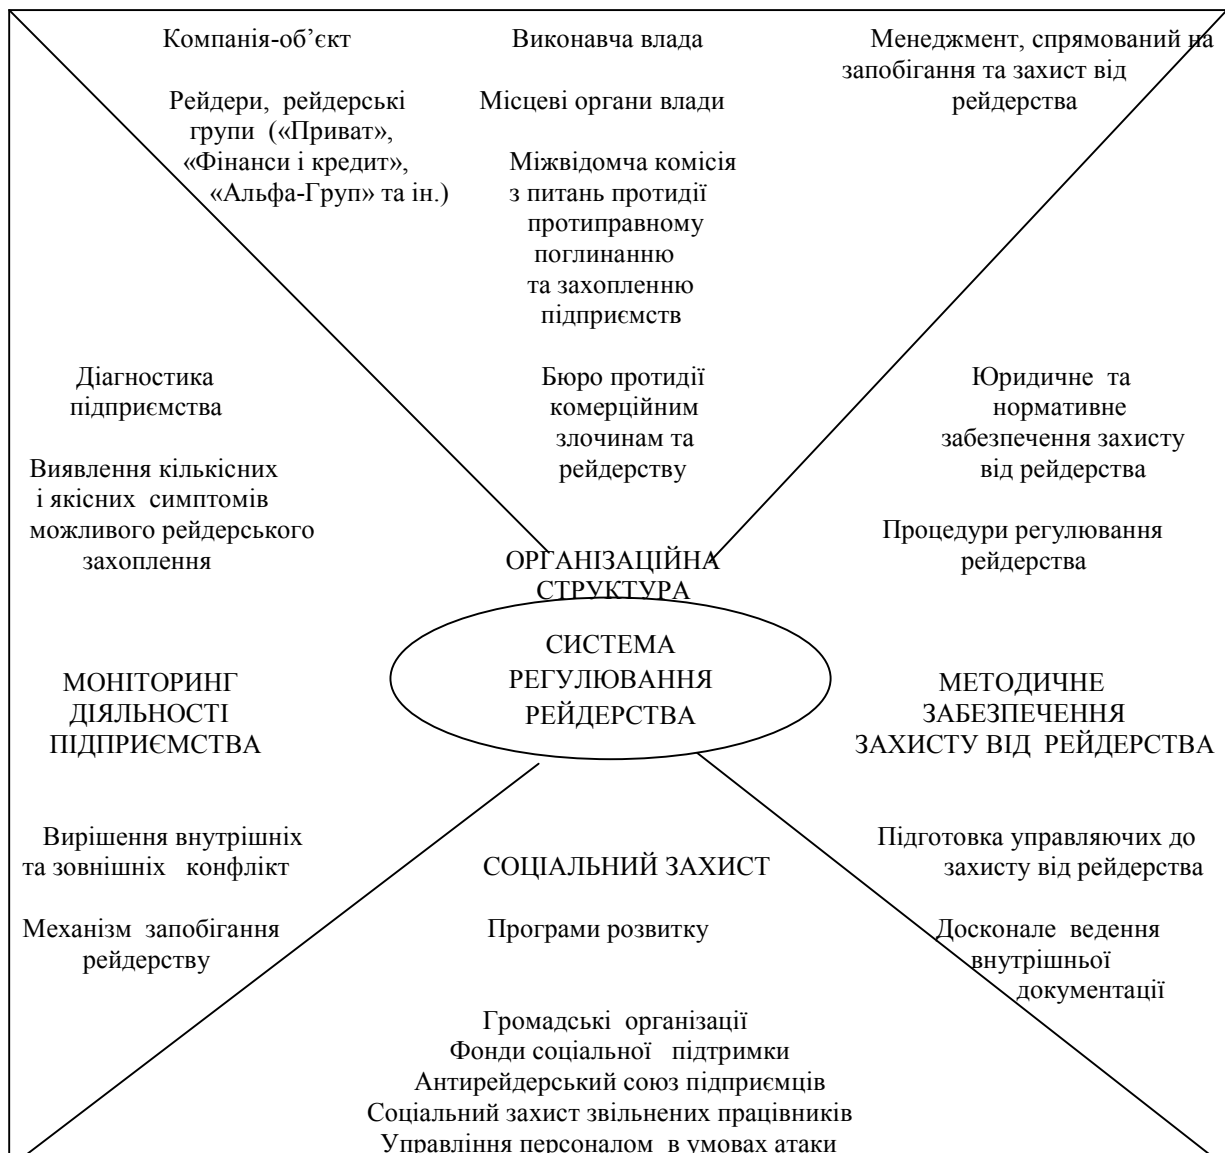 Компанія-об’єкт
Рейдери, рейдерські
групи («Приват»,
«Фінанси і кредит»,
«Альфа-Груп» та ін.)
Виконавча влада
Місцеві органи влади
Міжвідомча комісія
з питань протидії
протиправному
поглинанню
та захопленню
підприємств
Бюро протидії
комерційним
злочинам та
рейдерству
ОРГАНІЗАЦІЙНА
СТРУКТУРА
Менеджмент, спрямований на
запобігання та захист від
рейдерства
Юридичне та
нормативне
забезпечення захисту
від рейдерства
Процедури регулювання
рейдерства
Діагностика
підприємства
Виявлення кількісних
і якісних симптомів
можливого рейдерського
захоплення
МОНІТОРИНГ
ДІЯЛЬНОСТІ
ПІДПРИЄМСТВА
СИСТЕМА
РЕГУЛЮВАННЯ
РЕЙДЕРСТВА
МЕТОДИЧНЕ
ЗАБЕЗПЕЧЕННЯ
ЗАХИСТУ ВІД РЕЙДЕРСТВА
Вирішення внутрішніх
та зовнішніх конфлікт
Механізм запобігання
рейдерству
СОЦІАЛЬНИЙ ЗАХИСТ
Програми розвитку
Громадські організації
Фонди соціальної підтримки
Антирейдерський союз підприємців
Соціальний захист звільнених працівників
Управління персоналом в умовах атаки
Підготовка управляючих до
захисту від рейдерства
Досконале ведення
внутрішньої
документації